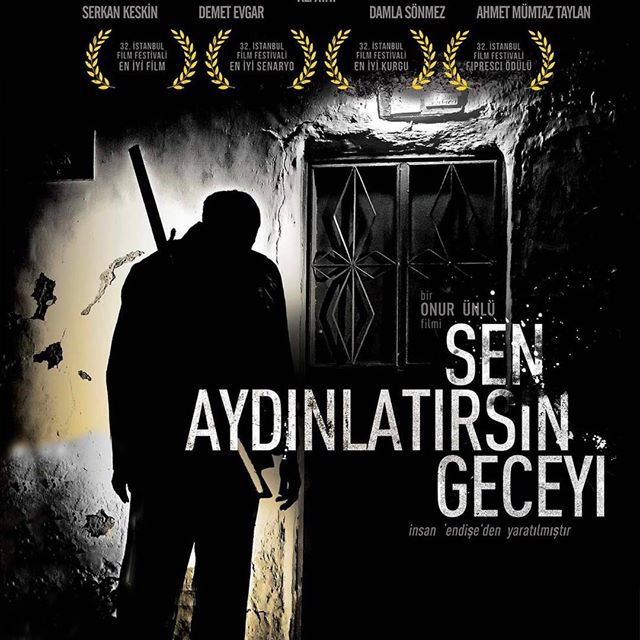 SERKAN KESKİN
DEMET EVGAR
DAMLA SÖNMEZ
AHMET MÜMTAZ TAYLAN
32. İSTANBUL
FİLM FESTİVALİ
EN İYİ FİLM
32. İSTANBUL
FİLM FESTİVALİ
EN İYİ SENARYO
32. İSTANBUL
FİLM FESTİVALİ
EN İYİ KURGU
32. İSTANBUL
FİLM FESTİVALİ
FIPRESCI ÖDÜLÜ
bir
ONUR ÜNLÜ
filmi
SEN
AYDINLATIRSIN
GECEYİ
insan 'endişe'den yaratılmıştır